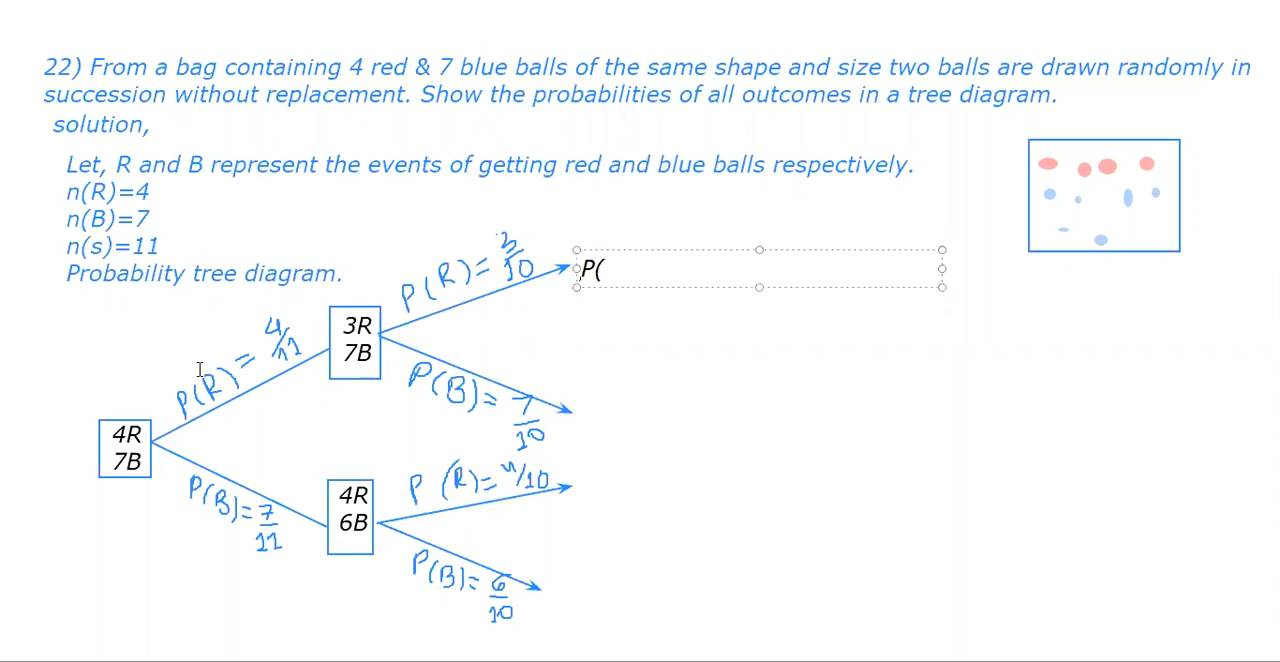 22) From a bag containing 4 red & 7 blue balls of the same shape and size two balls are drawn randomly in
succession without replacement. Show the probabilities of all outcomes in a tree diagram.
solution,
Let, R and B represent the events of getting red and blue balls respectively.
n(R)=4
n(B)=7
n(s)=11
Probability tree diagram.
P(R)=3/10
P(
P(R)=4/11
3R
7B
P(B)=7/10
4R
7B
P(B)=7/11
4R
6B
P(R)=4/10
P(B)=6/10